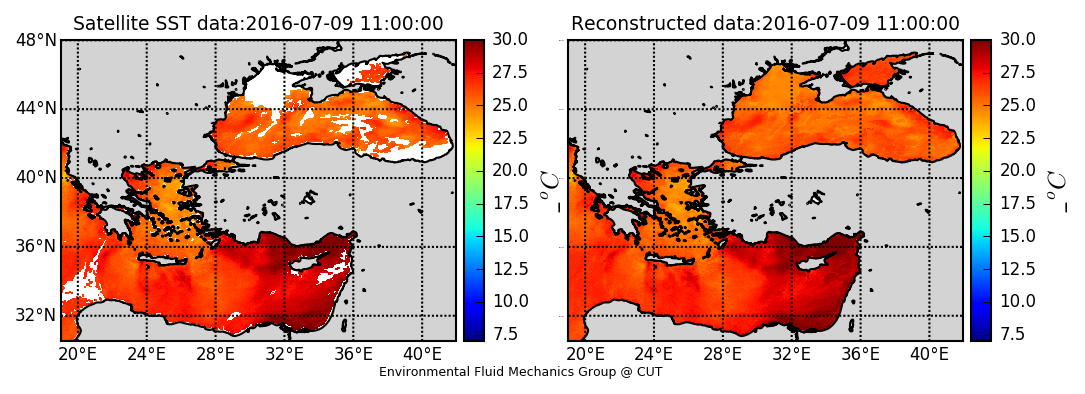 Satellite SST data:2016-07-09 11:00:00
Reconstructed data:2016-07-09 11:00:00
48°N
44°N
40°N
36°N
32°N
20°E 24°E 28°E 32°E 36°E 40°E
30.0
27.5
25.0
22.5
20.0
17.5
15.0
12.5
10.0
7.5
_°C
20°E 24°E 28°E 32°E 36°E 40°E
30.0
27.5
25.0
22.5
20.0
17.5
15.0
12.5
10.0
7.5
_°C
Environmental Fluid Mechanics Group @ CUT